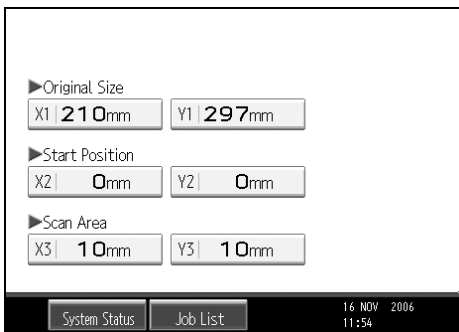 ▶Original Size
X1 210mm Y1 297mm
▶Start Position
X2 0mm Y2 0mm
▶Scan Area
X3 10mm Y3 10mm
System Status Job List 16 NOV 2006
11:54